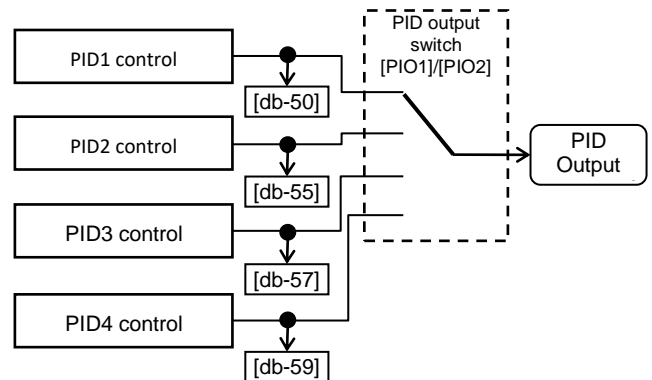 PID output
switch
[PIO1]/[PIO2]
PID1 control
[db-50]
PID2 control
[db-55]
PID
Output
PID3 control
[db-57]
PID4 control
[db-59]